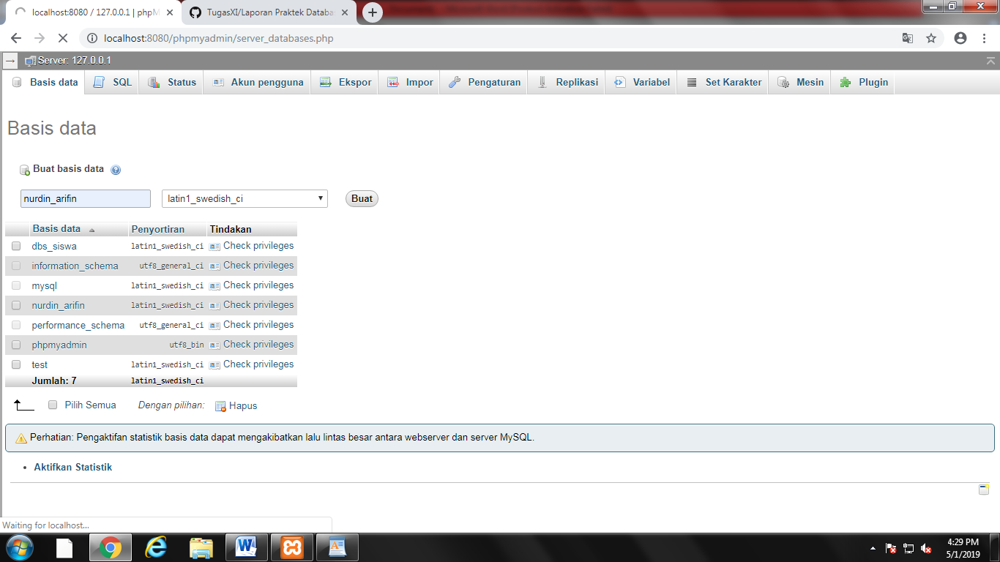 localhost:8080 / 127.0.0.1 | phpM
TugasXI/Laporan Praktek Databa
localhost:8080/phpmyadmin/server_databases.php
Server: 127.0.0.1
Basis data SQL Status Akun pengguna Ekspor Impor Pengaturan Replikasi Variabel Set Karakter Mesin Plugin
Basis data
Buat basis data
nurdin_arifin latin1_swedish_ci Buat
Basis data Penyortiran Tindakan
dbs_siswa latin1_swedish_ci Check privileges
information_schema utf8_general_ci Check privileges
mysql latin1_swedish_ci Check privileges
nurdin_arifin latin1_swedish_ci Check privileges
performance_schema utf8_general_ci Check privileges
phpmyadmin utf8_bin Check privileges
test latin1_swedish_ci Check privileges
Jumlah: 7 latin1_swedish_ci
Pilih Semua Dengan pilihan: Hapus
Perhatian: Pengaktifan statistik basis data dapat mengakibatkan lalu lintas besar antara webserver dan server MySQL.
• Aktifkan Statistik
Waiting for localhost...
4:29 PM
5/1/2019